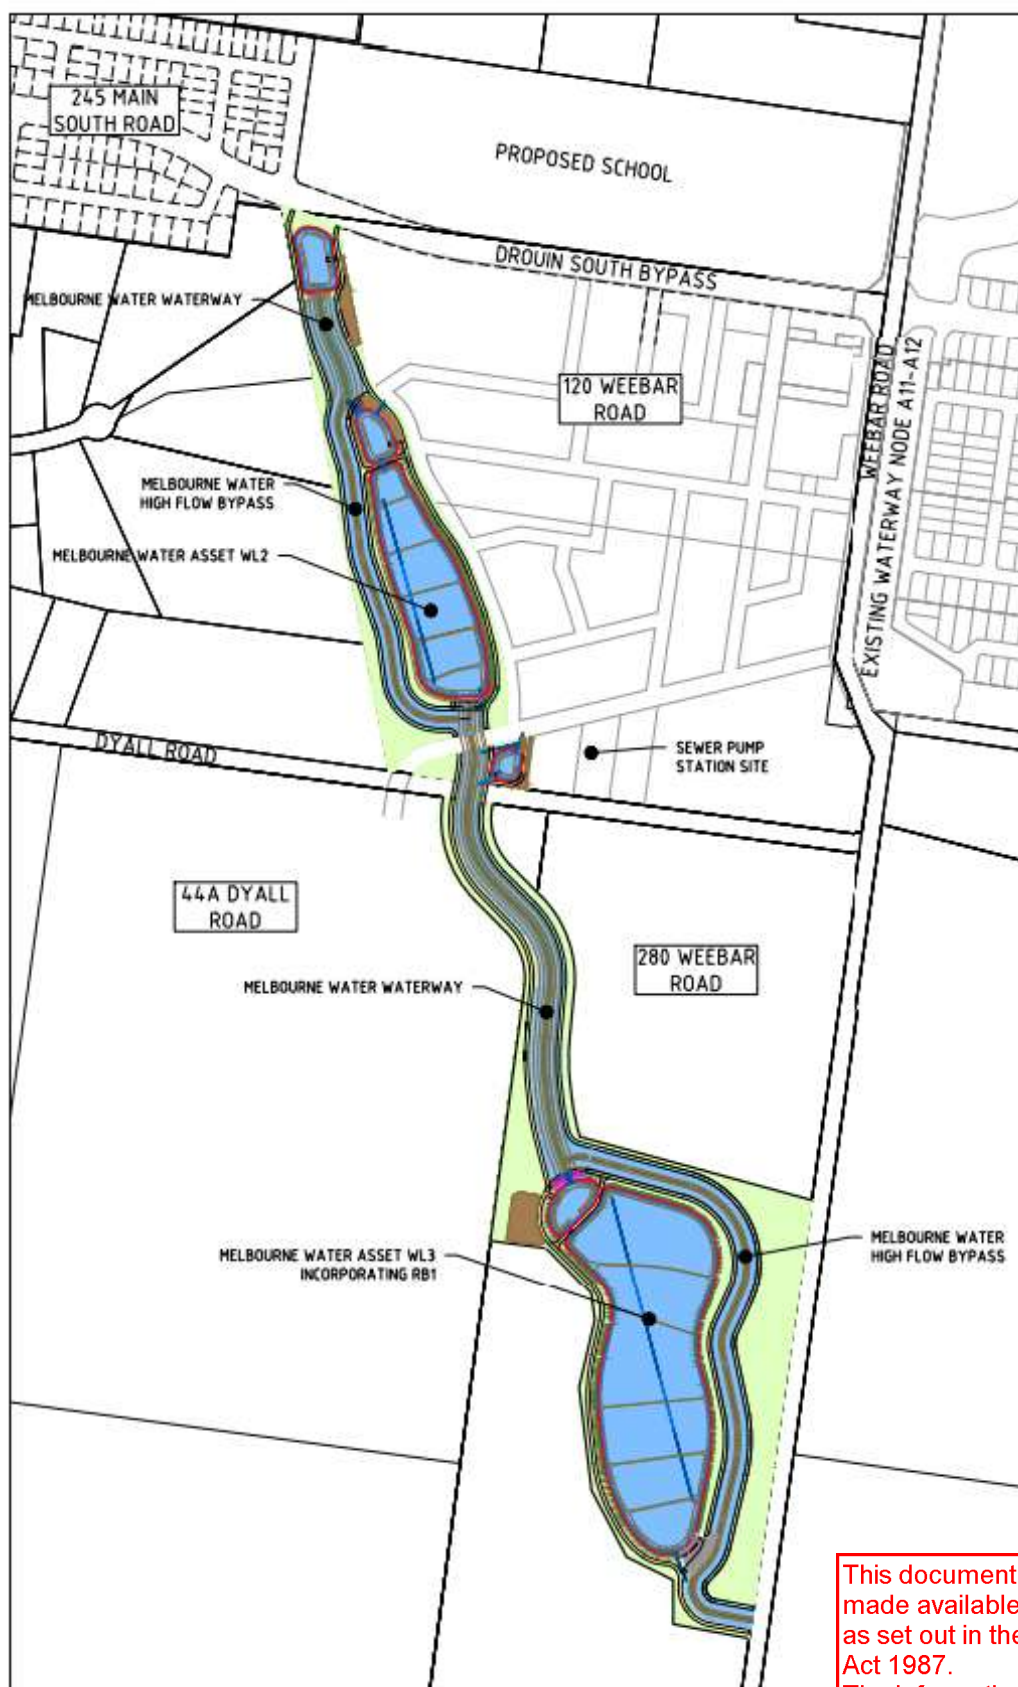 245 MAIN
SOUTH ROAD
PROPOSED SCHOOL
DROUIN SOUTH BYPASS
MELBOURNE WATER WATERWAY
120 WEEBAR
ROAD
WEEBAR ROAD
EXISTING WATERWAY NODE A11-A12
MELBOURNE WATER
HIGH FLOW BYPASS
MELBOURNE WATER ASSET WL2
DYALL ROAD
SEWER PUMP
STATION SITE
44A DYALL
ROAD
280 WEEBAR
ROAD
MELBOURNE WATER WATERWAY
MELBOURNE WATER
HIGH FLOW BYPASS
MELBOURNE WATER ASSET WL3
INCORPORATING RB1
This document
made available
as set out in the
Act 1987.